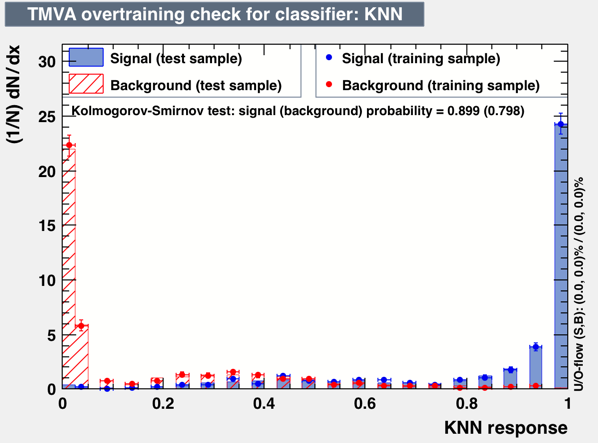 TMVA overtraining check for classifier: KNN
Signal (test sample)
Background (test sample)
Signal (training sample)
Background (training sample)
Kolmogorov-Smirnov test: signal (background) probability = 0.899 (0.798)
(1/N) dN/dx
30
25
20
15
10
5
0
0 0.2 0.4 0.6 0.8 1
KNN response
U/O-flow (S,B): (0.0, 0.0)% / (0.0, 0.0)%